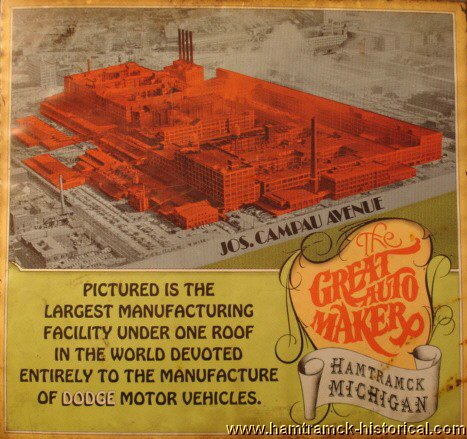 JOS. CAMPAU AVENUE
PICTURED IS THE
LARGEST MANUFACTURING
FACILITY UNDER ONE ROOF
IN THE WORLD DEVOTED
ENTIRELY TO THE MANUFACTURE
OF DODGE MOTOR VEHICLES.
The
GREAT
AUTO
MAKER
HAMTRAMCK
MICHIGAN
www.hamtramck-historical.com